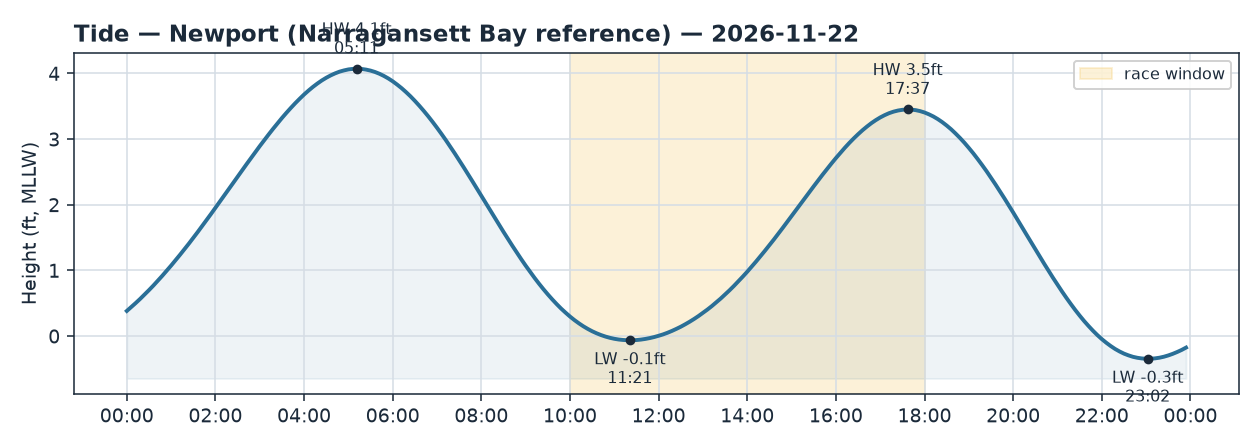 Tide — Newport (Narragansett Bay reference) — 2026-11-22
HW 4.1ft
05:11
HW 3.5ft
17:37
race window
Height (ft, MLLW)
4
3
2
1
0
LW -0.1ft
11:21
LW -0.3ft
23:02
00:00 02:00 04:00 06:00 08:00 10:00 12:00 14:00 16:00 18:00 20:00 22:00 00:00